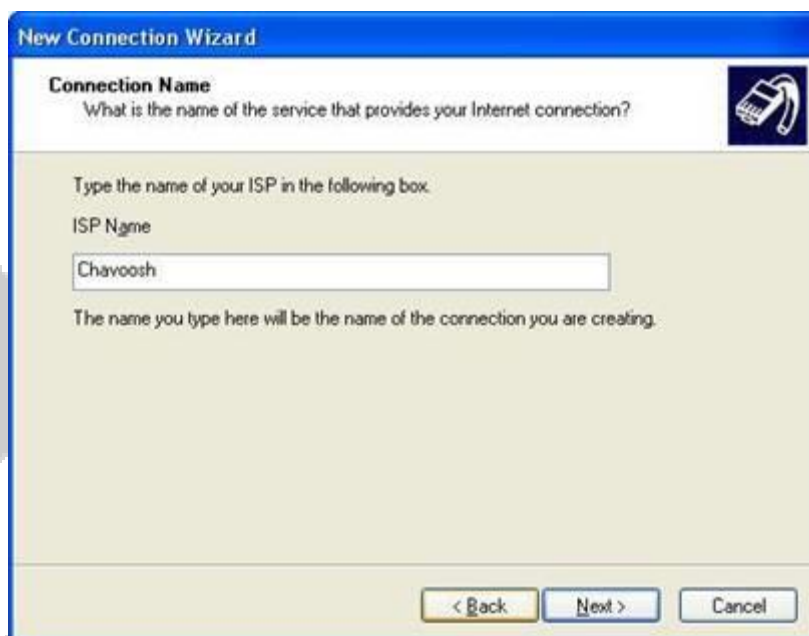 New Connection Wizard
Connection Name
What is the name of the service that provides your Internet connection?
Type the name of your ISP in the following box.
ISP Name
Chavoosh
The name you type here will be the name of the connection you are creating.
< Back Next > Cancel